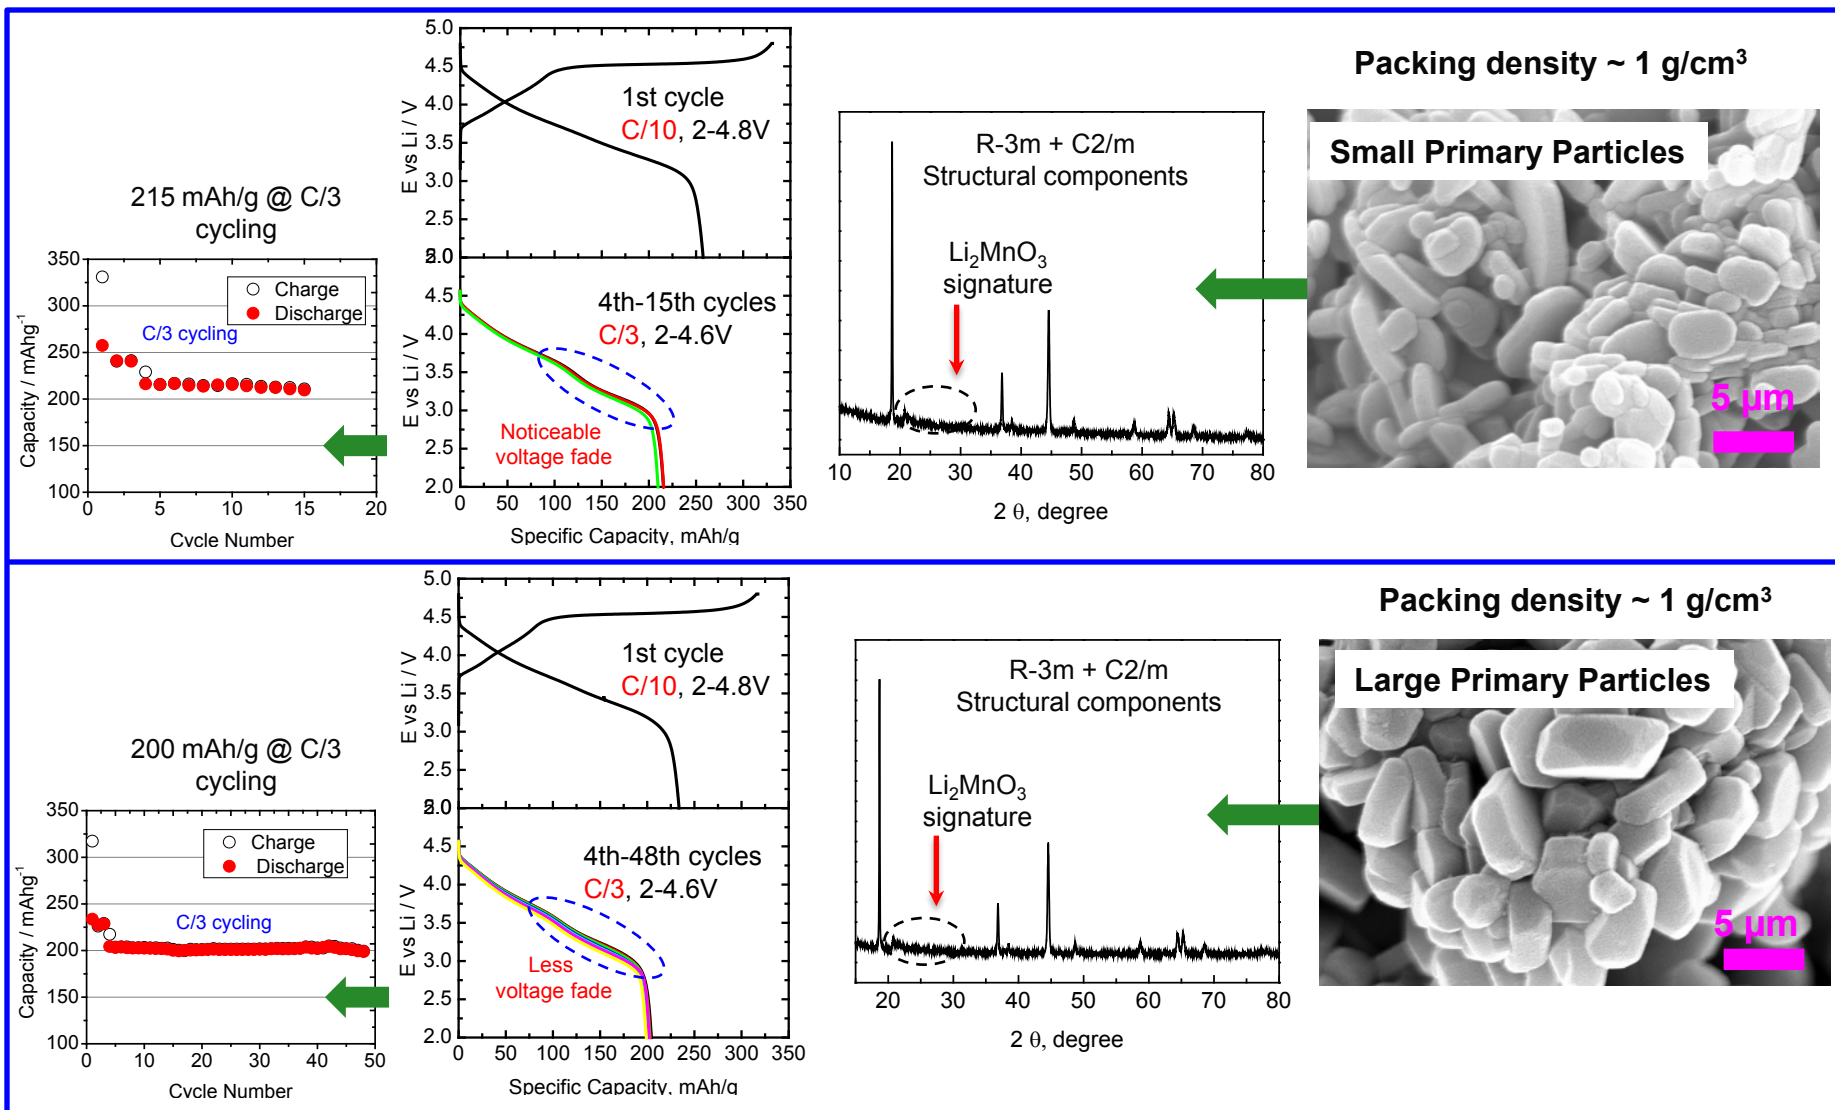 Packing density ~ 1 g/cm³
Small Primary Particles
5 µm
R-3m + C2/m
Structural components
Li₂MnO₃
signature
10 20 30 40 50 60 70 80
2 θ, degree
5.0
4.5
4.0
3.5
3.0
2.5
2.0
E vs Li / V
1st cycle
C/10, 2-4.8V
5.0
4.5
4.0
3.5
3.0
2.5
2.0
E vs Li / V
4th-15th cycles
C/3, 2-4.6V
Noticeable
voltage fade
0 50 100 150 200 250 300 350
Specific Capacity, mAh/g
215 mAh/g @ C/3
cycling
350
300
250
200
150
100
Capacity / mAhg⁻¹
Charge
Discharge
C/3 cycling
0 5 10 15 20
Cycle Number
Packing density ~ 1 g/cm³
Large Primary Particles
5 µm
R-3m + C2/m
Structural components
Li₂MnO₃
signature
20 30 40 50 60 70 80
2 θ, degree
5.0
4.5
4.0
3.5
3.0
2.5
2.0
E vs Li / V
1st cycle
C/10, 2-4.8V
5.0
4.5
4.0
3.5
3.0
2.5
2.0
E vs Li / V
4th-48th cycles
C/3, 2-4.6V
Less
voltage fade
0 50 100 150 200 250 300 350
Specific Capacity, mAh/g
200 mAh/g @ C/3
cycling
350
300
250
200
150
100
Capacity / mAhg⁻¹
Charge
Discharge
C/3 cycling
0 10 20 30 40 50
Cycle Number